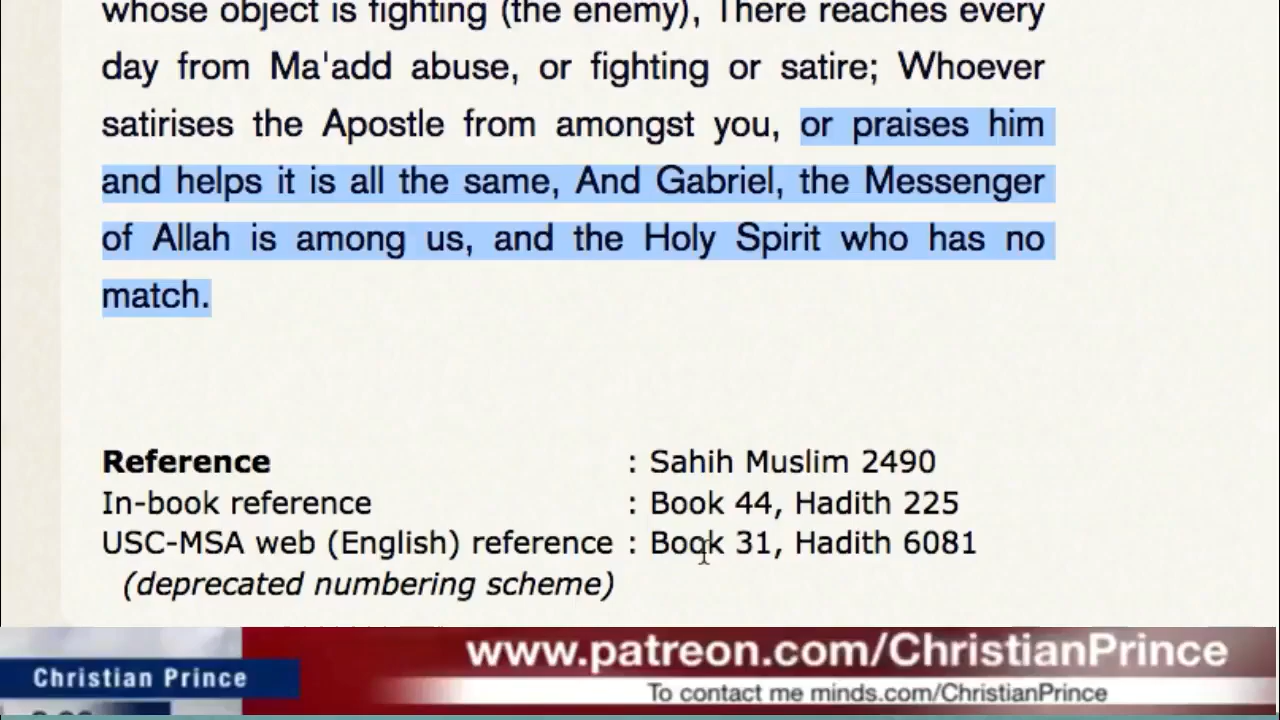 whose object is fighting (the enemy), There reaches every
day from Ma'add abuse, or fighting or satire; Whoever
satirises the Apostle from amongst you, or praises him
and helps it is all the same, And Gabriel, the Messenger
of Allah is among us, and the Holy Spirit who has no
match.
Reference : Sahih Muslim 2490
In-book reference : Book 44, Hadith 225
USC-MSA web (English) reference : Book 31, Hadith 6081
(deprecated numbering scheme)
www.patreon.com/ChristianPrince
Christian Prince
To contact me minds.com/ChristianPrince